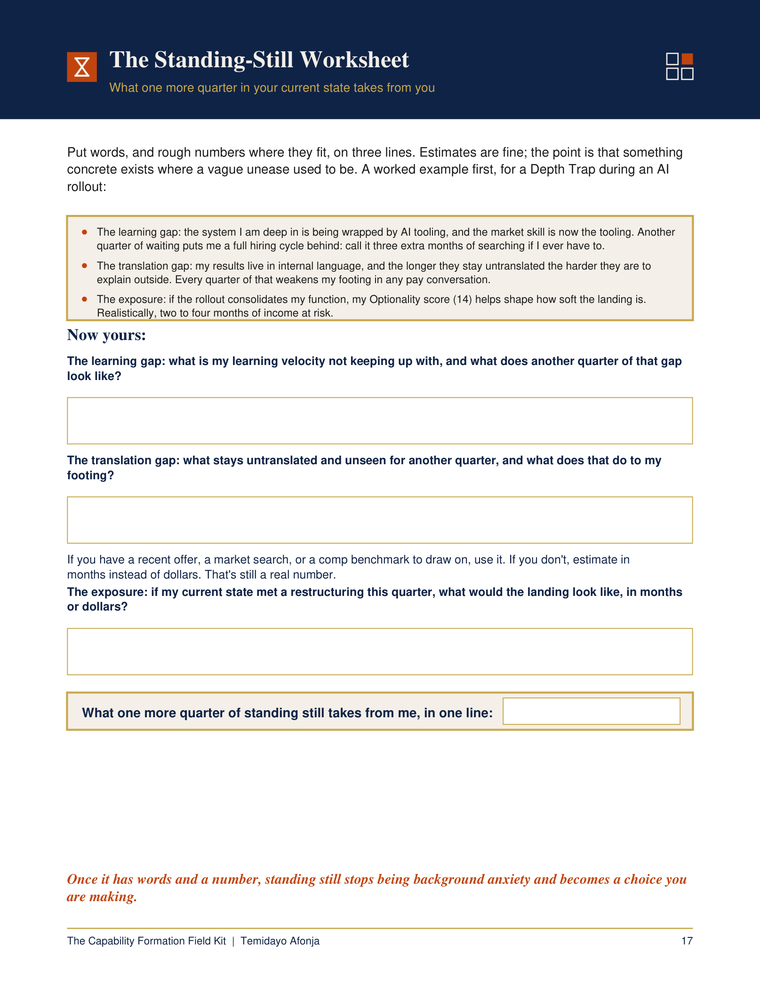 The Standing-Still Worksheet
What one more quarter in your current state takes from you
Put words, and rough numbers where they fit, on three lines. Estimates are fine; the point is that something
concrete exists where a vague unease used to be. A worked example first, for a Depth Trap during an AI
rollout:
• The learning gap: the system I am deep in is being wrapped by AI tooling, and the market skill is now the tooling. Another
quarter of waiting puts me a full hiring cycle behind: call it three extra months of searching if I ever have to.
• The translation gap: my results live in internal language, and the longer they stay untranslated the harder they are to
explain outside. Every quarter of that weakens my footing in any pay conversation.
• The exposure: if the rollout consolidates my function, my Optionality score (14) helps shape how soft the landing is.
Realistically, two to four months of income at risk.
Now yours:
The learning gap: what is my learning velocity not keeping up with, and what does another quarter of that gap
look like?
The translation gap: what stays untranslated and unseen for another quarter, and what does that do to my
footing?
If you have a recent offer, a market search, or a comp benchmark to draw on, use it. If you don't, estimate in
months instead of dollars. That's still a real number.
The exposure: if my current state met a restructuring this quarter, what would the landing look like, in months
or dollars?
What one more quarter of standing still takes from me, in one line:
Once it has words and a number, standing still stops being background anxiety and becomes a choice you
are making.
The Capability Formation Field Kit | Temidayo Afonja
17